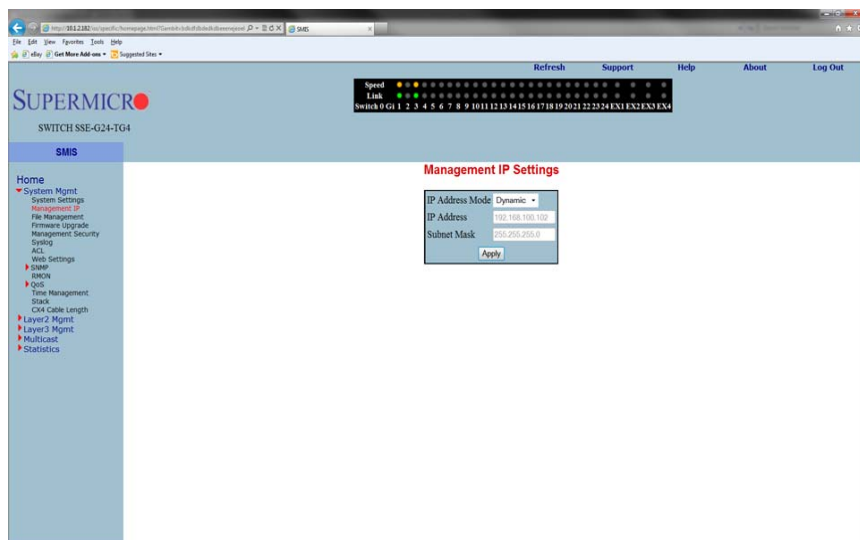 SMIS
File Edit View Favorites Tools Help
eBay Get More Add-ons Suggested Sites
Refresh Support Help About Log Out
SUPERMICRO
SWITCH SSE-G24-TG4
Speed
Link
Switch 0 Gi 1 2 3 4 5 6 7 8 9 10 11 12 13 14 15 16 17 18 19 20 21 22 23 24 EX1 EX2 EX3 EX4
SMIS
Home
System Mgmt
System Settings
Management IP
File Management
Firmware Upgrade
Management Security
Syslog
ACL
Web Settings
SNMP
RMON
QoS
Time Management
Stack
CX4 Cable Length
Layer2 Mgmt
Layer3 Mgmt
Multicast
Statistics
Management IP Settings
IP Address Mode Dynamic
IP Address 192.168.100.102
Subnet Mask 255.255.255.0
Apply